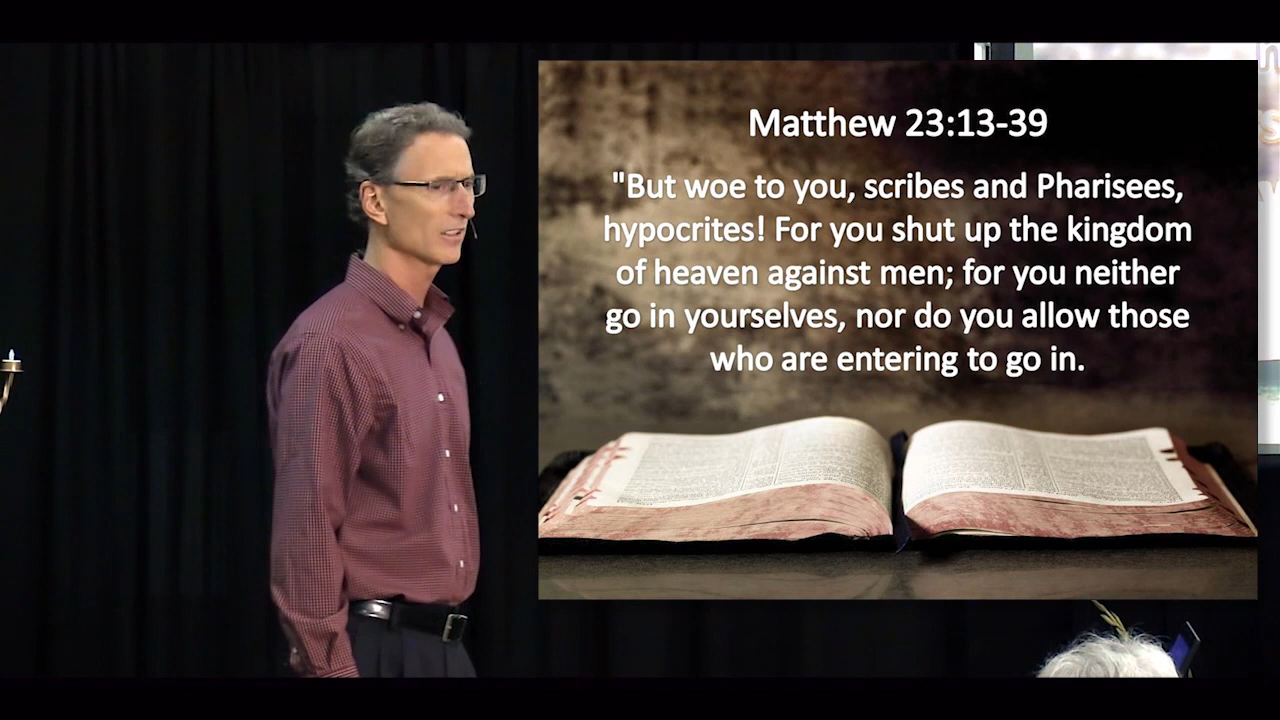 Matthew 23:13-39
"But woe to you, scribes and Pharisees,
hypocrites! For you shut up the kingdom
of heaven against men; for you neither
go in yourselves, nor do you allow those
who are entering to go in.